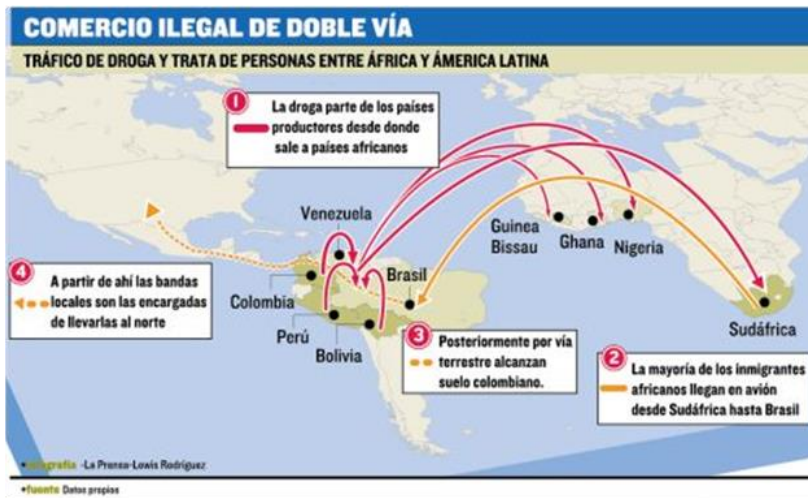 COMERCIO ILEGAL DE DOBLE VÍA
TRÁFICO DE DROGA Y TRATA DE PERSONAS ENTRE ÁFRICA Y ÁMERICA LATINA
1
La droga parte de los países
productores desde donde
sale a países africanos
Venezuela
Guinea
Bissau
Ghana
Nigeria
4
A partir de ahí las bandas
locales son las encargadas
de llevarlas al norte
Colombia
Brasil
Perú
Bolivia
Sudáfrica
3
Posteriormente por vía
terrestre alcanzan
suelo colombiano.
2
La mayoría de los inmigrantes
africanos llegan en avión
desde Sudáfrica hasta Brasil
•infografía -La Prensa-Lowis Rodríguez
•fuente Datos propios